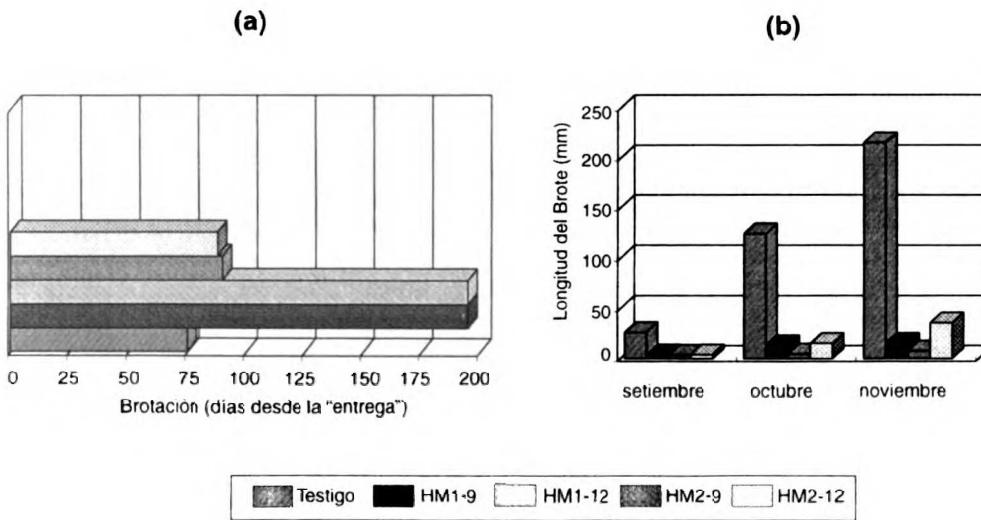 (a)
(b)
0 25 50 75 100 125 150 175 200
Brotación (días desde la "entrega")
Longitud del Brote (mm)
250
200
150
100
50
0
setiembre octubre noviembre
Testigo HM1-9 HM1-12 HM2-9 HM2-12